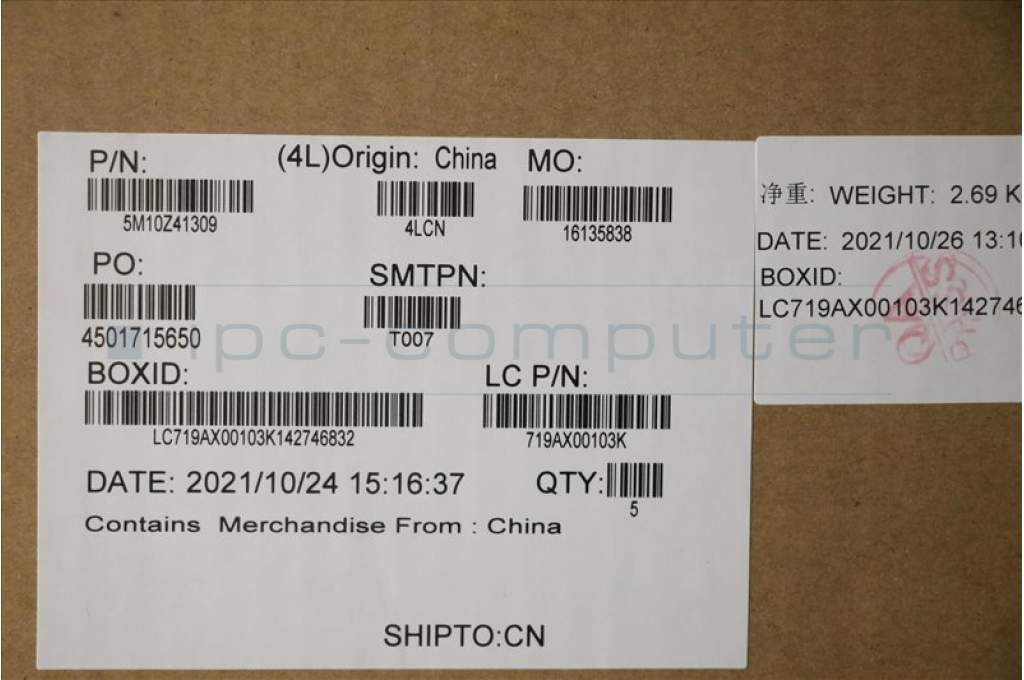 P/N: (4L)Origin: China MO:
5M10Z41309 4LCN 16135838
PO: SMTPN:
4501715650 T007
BOXID: LC P/N:
LC719AX00103K142746832 719AX00103K
DATE: 2021/10/24 15:16:37 QTY:
5
Contains Merchandise From : China
SHIPTO:CN
净重: WEIGHT: 2.69 K
DATE: 2021/10/26 13:10
BOXID:
LC719AX00103K142746
ipc-computer